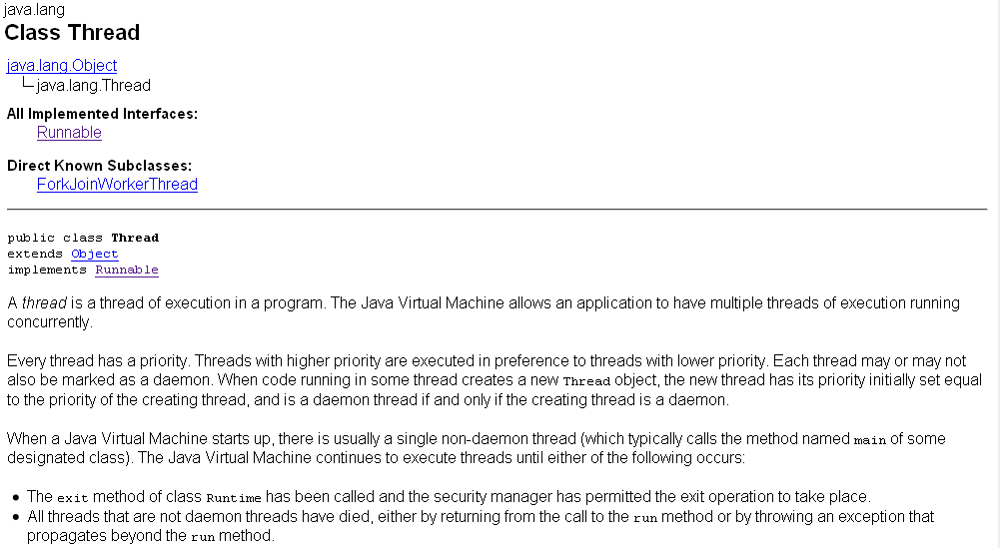 java.lang
Class Thread
java.lang.Object
java.lang.Thread
All Implemented Interfaces:
Runnable
Direct Known Subclasses:
ForkJoinWorkerThread
public class Thread
extends Object
implements Runnable
A thread is a thread of execution in a program. The Java Virtual Machine allows an application to have multiple threads of execution running
concurrently.
Every thread has a priority. Threads with higher priority are executed in preference to threads with lower priority. Each thread may or may not
also be marked as a daemon. When code running in some thread creates a new Thread object, the new thread has its priority initially set equal
to the priority of the creating thread, and is a daemon thread if and only if the creating thread is a daemon.
When a Java Virtual Machine starts up, there is usually a single non-daemon thread (which typically calls the method named main of some
designated class). The Java Virtual Machine continues to execute threads until either of the following occurs:
• The exit method of class Runtime has been called and the security manager has permitted the exit operation to take place.
• All threads that are not daemon threads have died, either by returning from the call to the run method or by throwing an exception that
propagates beyond the run method.